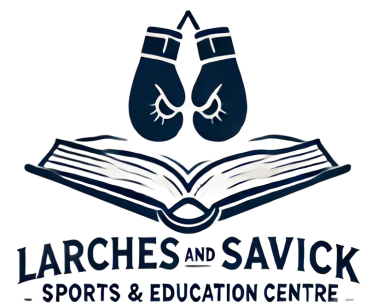 LARCHES AND SAVICK
SPORTS & EDUCATION CENTRE